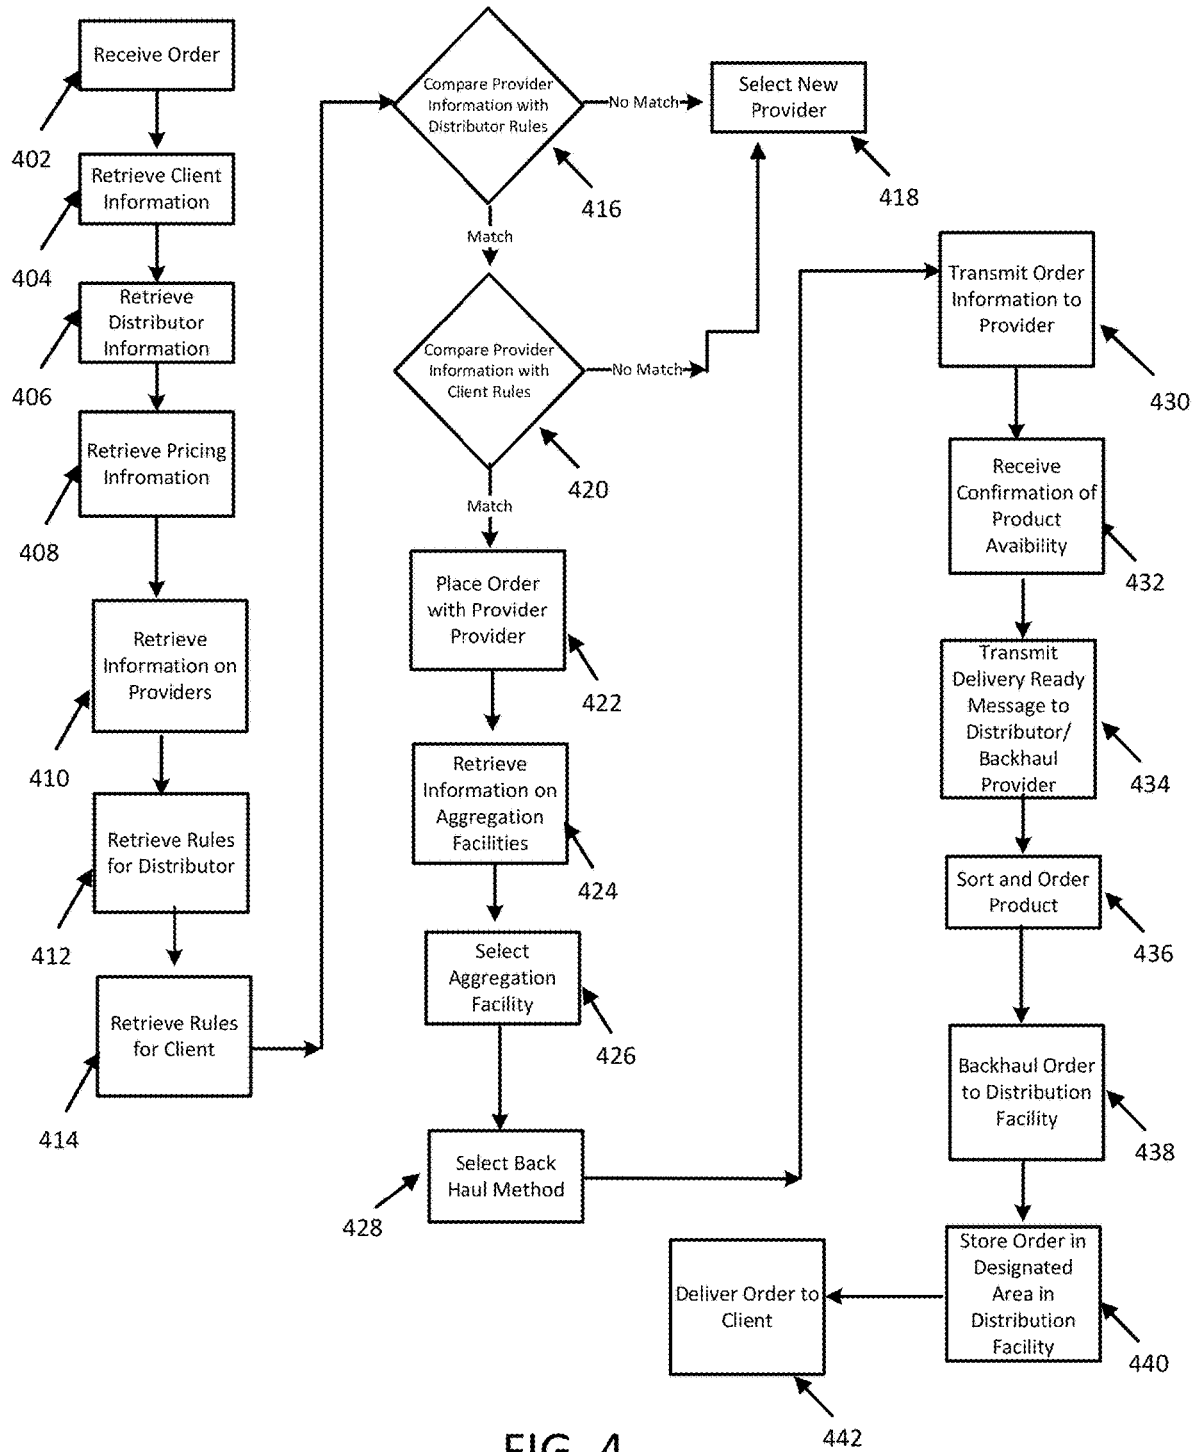 Receive Order
402
Retrieve Client
Information
404
Retrieve
Distributor
Information
406
Retrieve Pricing
Infromation
408
Retrieve
Information on
Providers
410
Retrieve Rules
for Distributor
412
Retrieve Rules
for Client
414
Compare Provider
Information with
Distributor Rules
No Match
416
Match
Select New
Provider
418
Compare Provider
Information with
Client Rules
No Match
420
Match
Place Order
with Provider
Provider
422
Retrieve
Information on
Aggregation
Facilities
424
Select
Aggregation
Facility
426
Select Back
Haul Method
428
Transmit Order
Information to
Provider
430
Receive
Confirmation of
Product
Avaibility
432
Transmit
Delivery Ready
Message to
Distributor/
Backhaul
Provider
434
Sort and Order
Product
436
Backhaul Order
to Distribution
Facility
438
Store Order in
Designated
Area in
Distribution
Facility
440
Deliver Order to
Client
442
FIG. 4